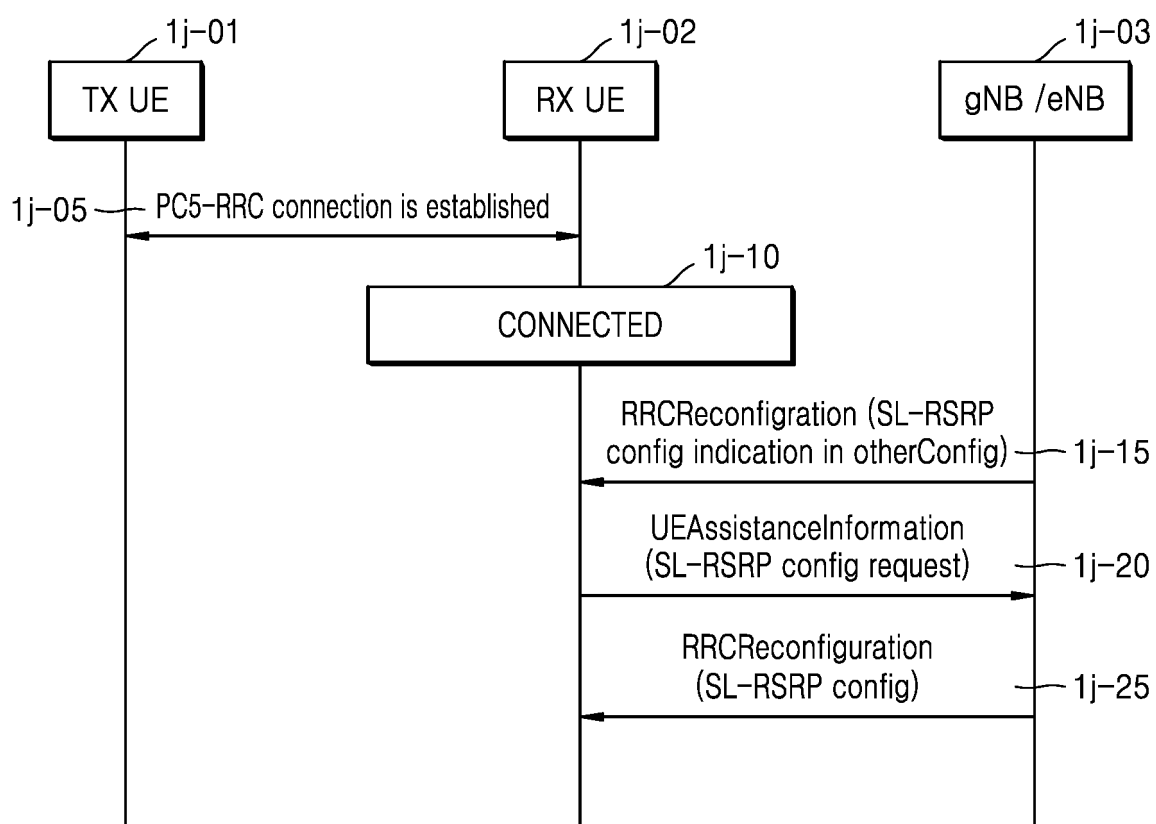 1j-01
1j-02
1j-03
TX UE
RX UE
gNB /eNB
1j-05
PC5-RRC connection is established
1j-10
CONNECTED
RRCReconfigration (SL-RSRP
config indication in otherConfig)
1j-15
UEAssistanceInformation
(SL-RSRP config request)
1j-20
RRCReconfiguration
(SL-RSRP config)
1j-25